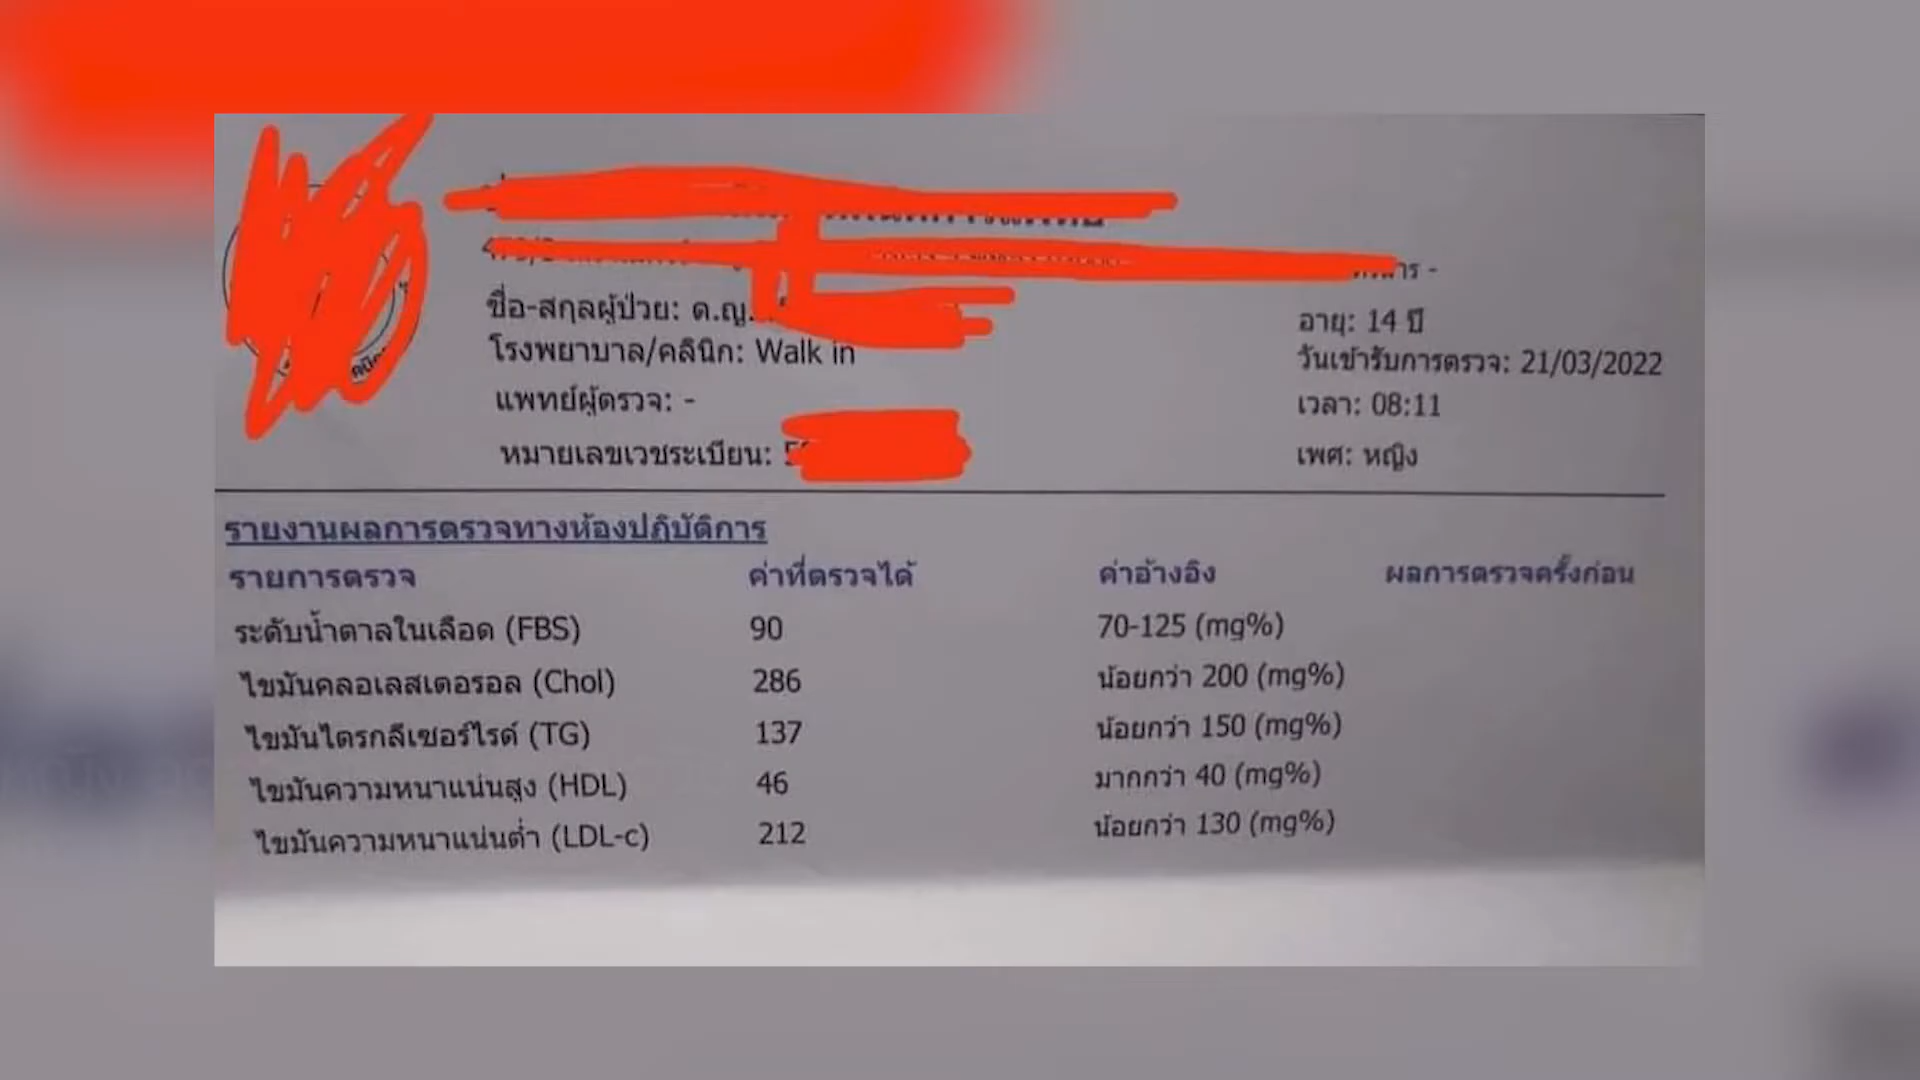 ชื่อ-สกุลผู้ป่วย: ด.ญ.
อายุ: 14 ปี
โรงพยาบาล/คลินิก: Walk in
วันเข้ารับการตรวจ: 21/03/2022
แพทย์ผู้ตรวจ: -
เวลา: 08:11
หมายเลขเวชระเบียน:
เพศ: หญิง
รายงานผลการตรวจทางห้องปฏิบัติการ
รายการตรวจ ค่าที่ตรวจได้ ค่าอ้างอิง ผลการตรวจครั้งก่อน
ระดับน้ำตาลในเลือด (FBS) 90 70-125 (mg%)
ไขมันคลอเลสเตอรอล (Chol) 286 น้อยกว่า 200 (mg%)
ไขมันไตรกลีเซอร์ไรด์ (TG) 137 น้อยกว่า 150 (mg%)
ไขมันความหนาแน่นสูง (HDL) 46 มากกว่า 40 (mg%)
ไขมันความหนาแน่นต่ำ (LDL-c) 212 น้อยกว่า 130 (mg%)